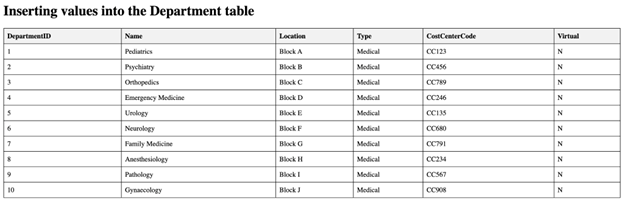 Inserting values into the Department table
DepartmentID Name Location Type CostCenterCode Virtual
1 Pediatrics Block A Medical CC123 N
2 Psychiatry Block B Medical CC456 N
3 Orthopedics Block C Medical CC789 N
4 Emergency Medicine Block D Medical CC246 N
5 Urology Block E Medical CC135 N
6 Neurology Block F Medical CC680 N
7 Family Medicine Block G Medical CC791 N
8 Anesthesiology Block H Medical CC234 N
9 Pathology Block I Medical CC567 N
10 Gynaecology Block J Medical CC908 N